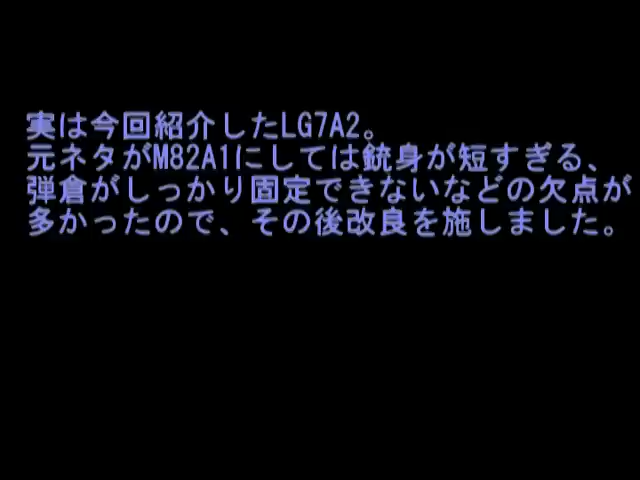 実は今回紹介したLG7A2。
元ネタがM82A1にしては銃身が短すぎる、
弾倉がしっかり固定できないなどの欠点が
多かったので、その後改良を施しました。